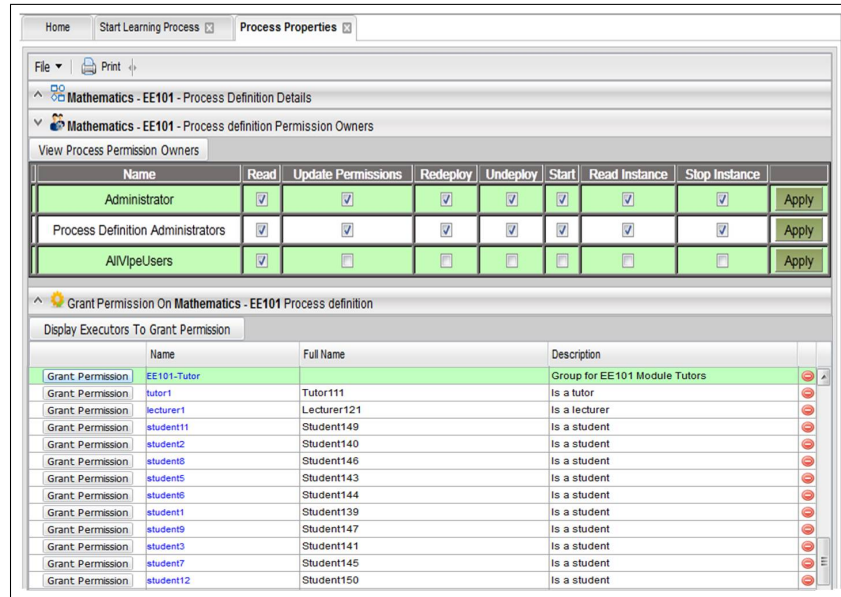 Home Start Learning Process Process Properties
File Print
Mathematics - EE101 - Process Definition Details
Mathematics - EE101 - Process definition Permission Owners
View Process Permission Owners
Name Read Update Permissions Redeploy Undeploy Start Read Instance Stop Instance
Administrator Apply
Process Definition Administrators Apply
AllVIpeUsers Apply
Grant Permission On Mathematics - EE101 Process definition
Display Executors To Grant Permission
Name Full Name Description
Grant Permission EE101-Tutor Group for EE101 Module Tutors
Grant Permission tutor1 Tutor111 Is a tutor
Grant Permission lecturer1 Lecturer121 Is a lecturer
Grant Permission student11 Student149 Is a student
Grant Permission student2 Student140 Is a student
Grant Permission student8 Student146 Is a student
Grant Permission student5 Student143 Is a student
Grant Permission student6 Student144 Is a student
Grant Permission student1 Student139 Is a student
Grant Permission student9 Student147 Is a student
Grant Permission student3 Student141 Is a student
Grant Permission student7 Student145 Is a student
Grant Permission student12 Student150 Is a student